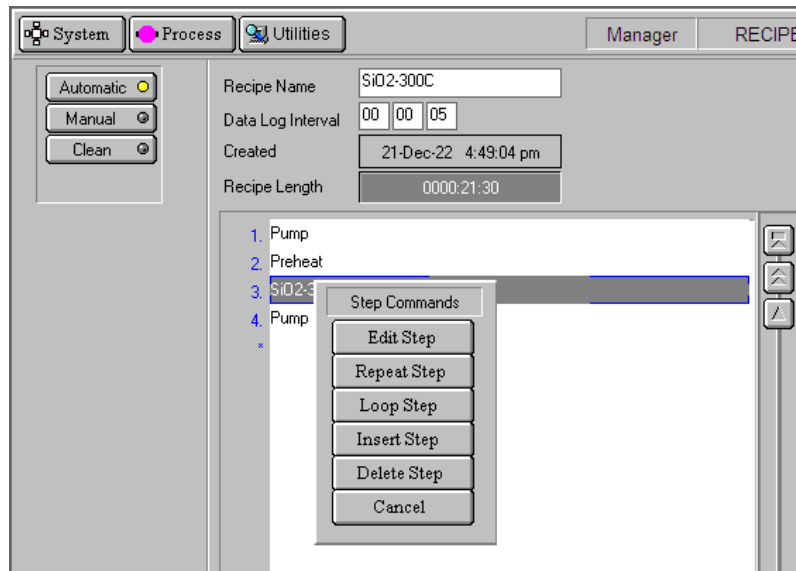 System Process Utilities Manager RECIPE
Automatic
Manual
Clean
Recipe Name SiO2-300C
Data Log Interval 00 00 05
Created 21-Dec-22 4:49:04 pm
Recipe Length 0000:21:30
1. Pump
2. Preheat
3. SiO2-3
4. Pump
*
Step Commands
Edit Step
Repeat Step
Loop Step
Insert Step
Delete Step
Cancel